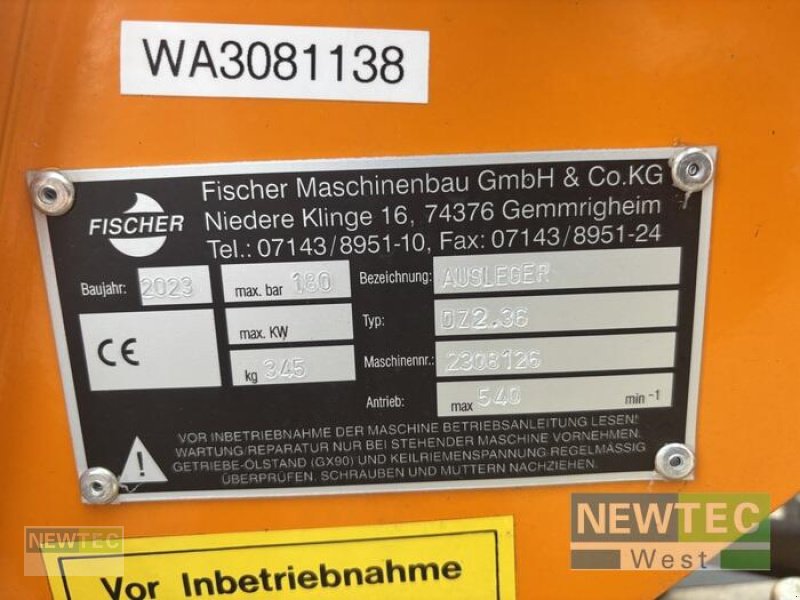 WA3081138
FISCHER
Fischer Maschinenbau GmbH & Co.KG
Niedere Klinge 16, 74376 Gemmrigheim
Tel.: 07143/8951-10, Fax: 07143/8951-24
Baujahr: 2023
max. bar 180
Bezeichnung: AUSLEGER
CE
max. KW
Typ: OZ2.36
kg 345
Maschinennr.: 2308126
Antrieb: max 540 min -1
VOR INBETRIEBNAHME DER MASCHINE BETRIEBSANLEITUNG LESEN!
WARTUNG/REPARATUR NUR BEI STEHENDER MASCHINE VORNEHMEN.
GETRIEBE-ÖLSTAND (GX90) UND KEILRIEMENSPANNUNG REGELMÄSSIG
ÜBERPRÜFEN. SCHRAUBEN UND MUTTERN NACHZIEHEN.
Vor Inbetriebnahme
NEWTEC
West
NEWTEC
West